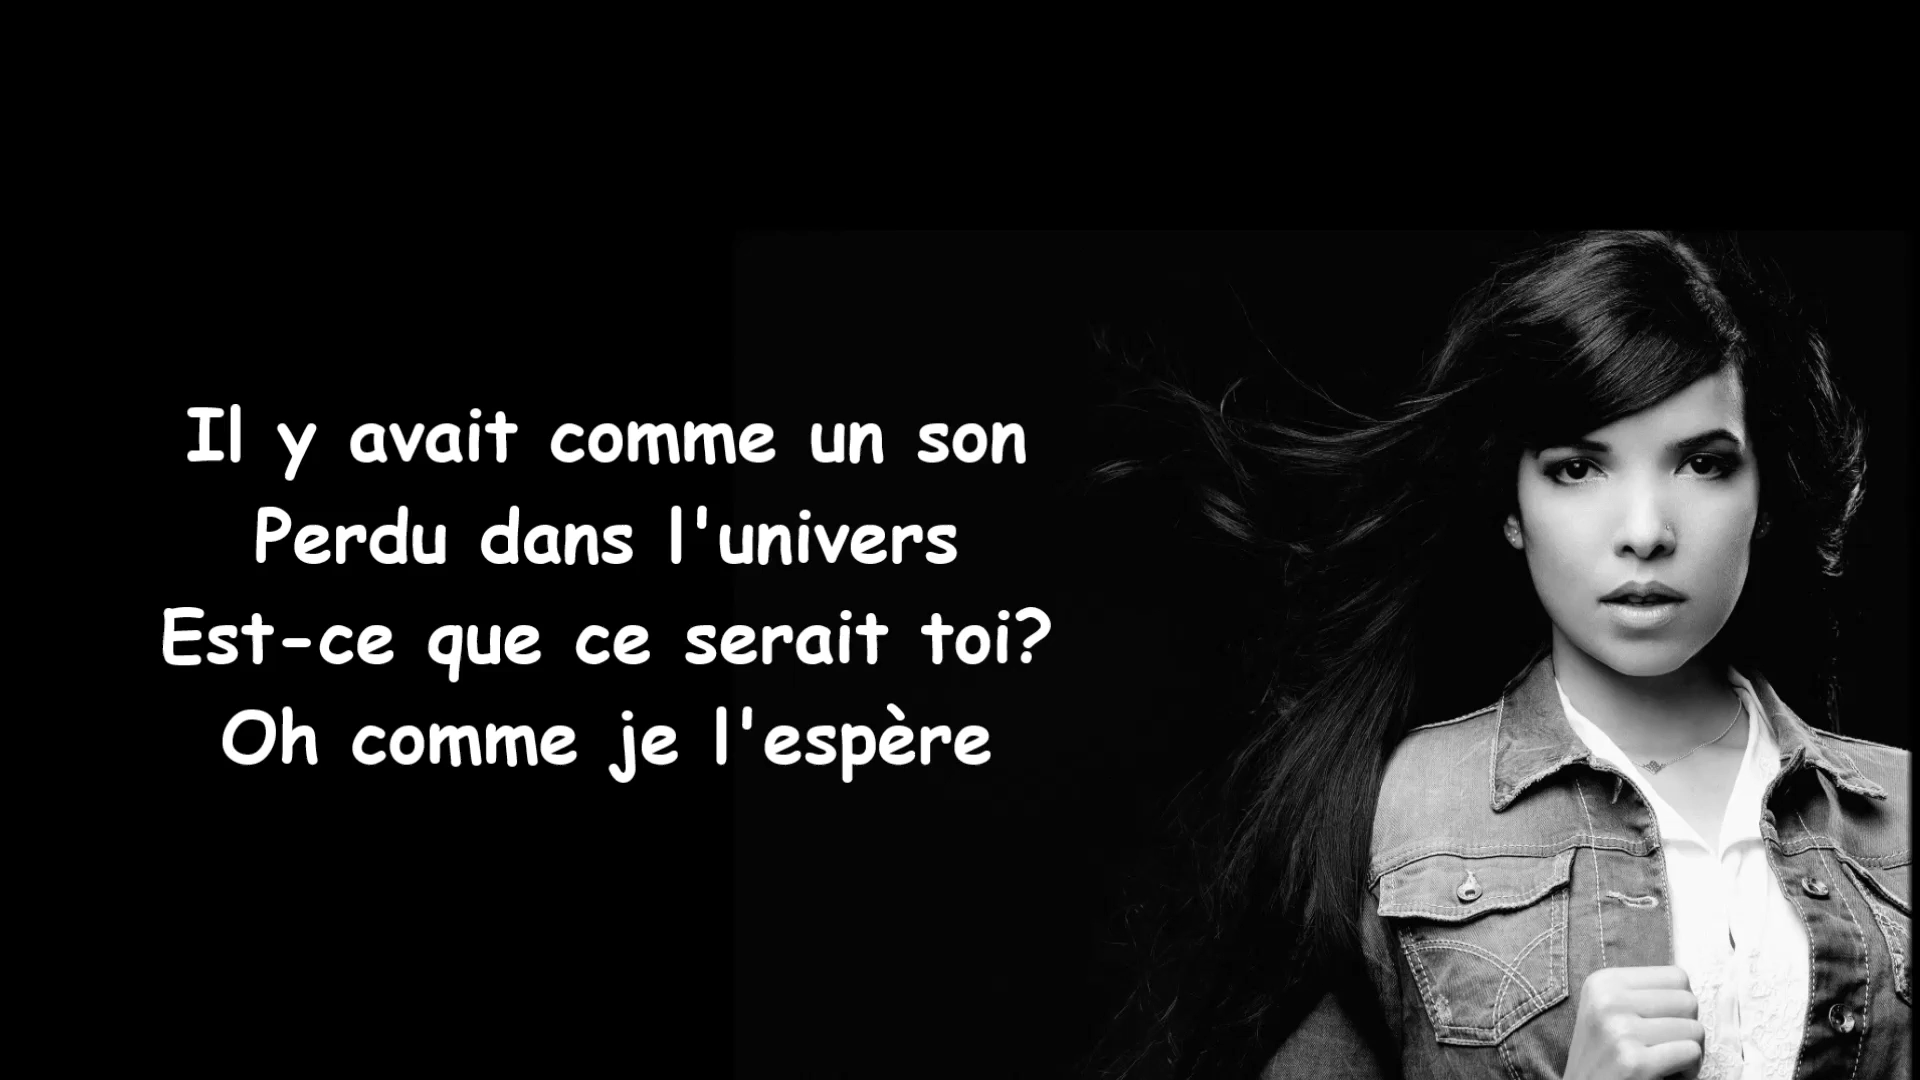 Il y avait comme un son
Perdu dans l'univers
Est-ce que ce serait toi?
Oh comme je l'espère